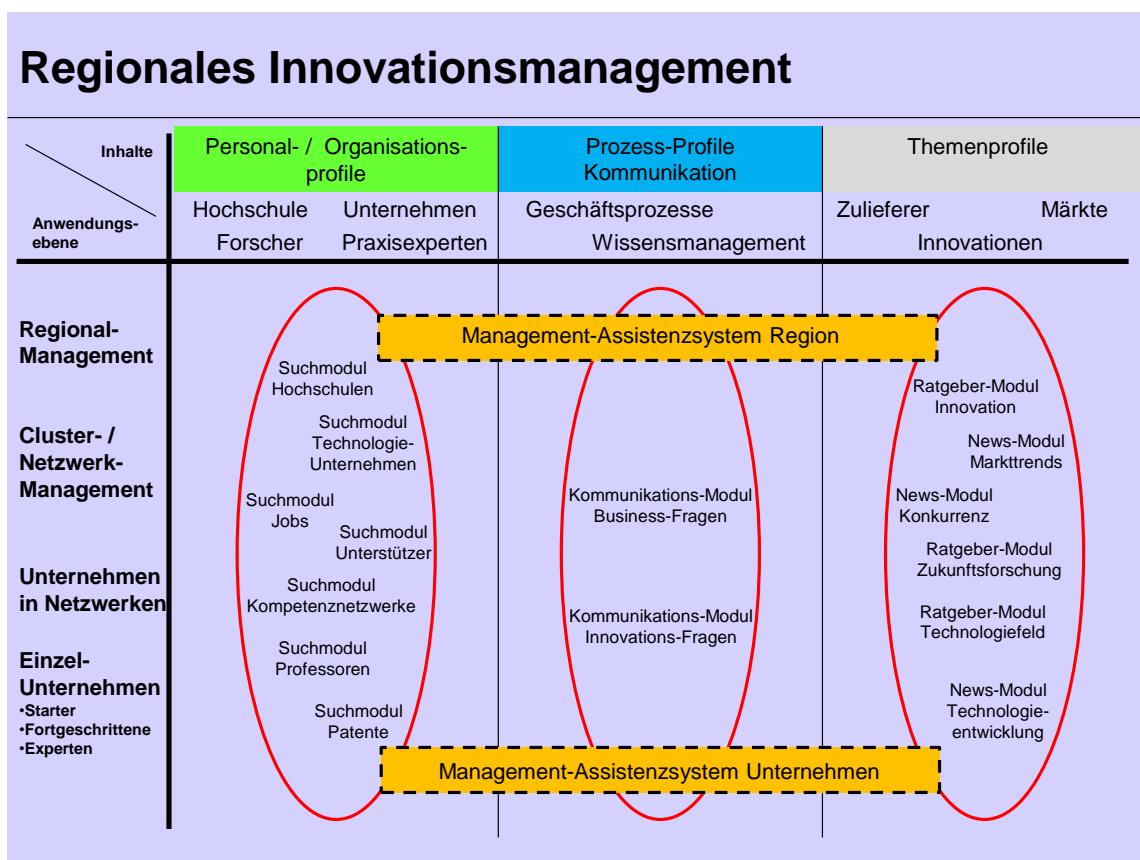 Regionales Innovationsmanagement
Inhalte
Anwendungs-
ebene
Personal- / Organisations-
profile
Prozess-Profile
Kommunikation
Themenprofile
Hochschule Unternehmen
Forscher Praxisexperten
Geschäftsprozesse
Wissensmanagement
Zulieferer Märkte
Innovationen
Regional-
Management
Cluster- /
Netzwerk-
Management
Unternehmen
in Netzwerken
Einzel-
Unternehmen
•Starter
•Fortgeschrittene
•Experten
Management-Assistenzsystem Region
Suchmodul
Hochschulen
Suchmodul
Technologie-
Unternehmen
Suchmodul
Jobs
Suchmodul
Unterstützer
Suchmodul
Kompetenznetzwerke
Suchmodul
Professoren
Suchmodul
Patente
Kommunikations-Modul
Business-Fragen
Kommunikations-Modul
Innovations-Fragen
Ratgeber-Modul
Innovation
News-Modul
Markttrends
News-Modul
Konkurrenz
Ratgeber-Modul
Zukunftsforschung
Ratgeber-Modul
Technologiefeld
News-Modul
Technologie-
entwicklung
Management-Assistenzsystem Unternehmen